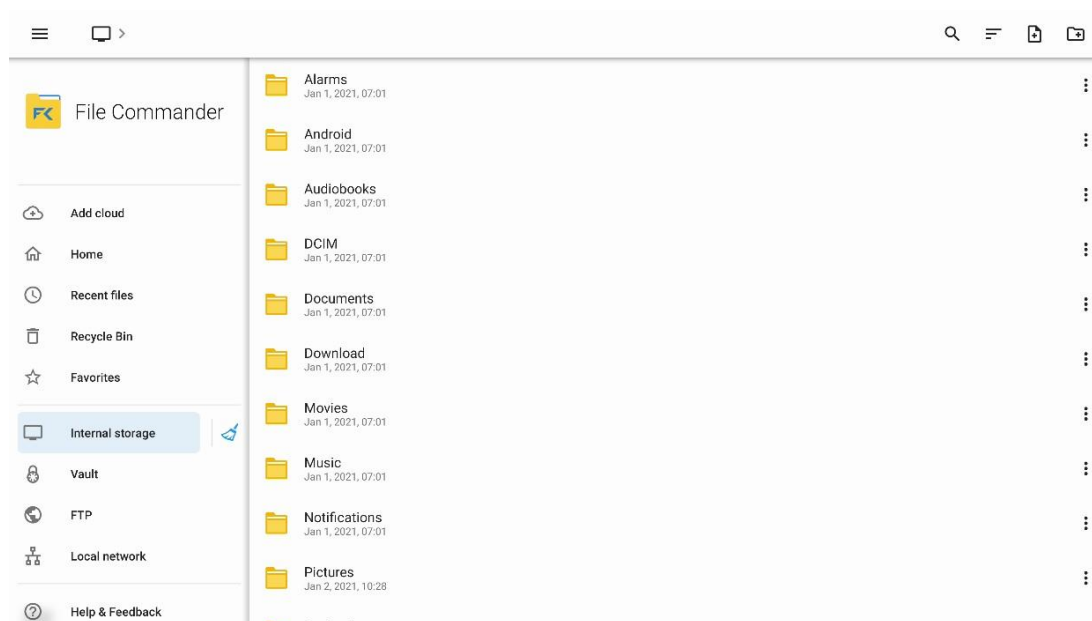 File Commander
Add cloud
Home
Recent files
Recycle Bin
Favorites
Internal storage
Vault
FTP
Local network
Help & Feedback
Alarms
Jan 1, 2021, 07:01
Android
Jan 1, 2021, 07:01
Audiobooks
Jan 1, 2021, 07:01
DCIM
Jan 1, 2021, 07:01
Documents
Jan 1, 2021, 07:01
Download
Jan 1, 2021, 07:01
Movies
Jan 1, 2021, 07:01
Music
Jan 1, 2021, 07:01
Notifications
Jan 1, 2021, 07:01
Pictures
Jan 2, 2021, 10:28